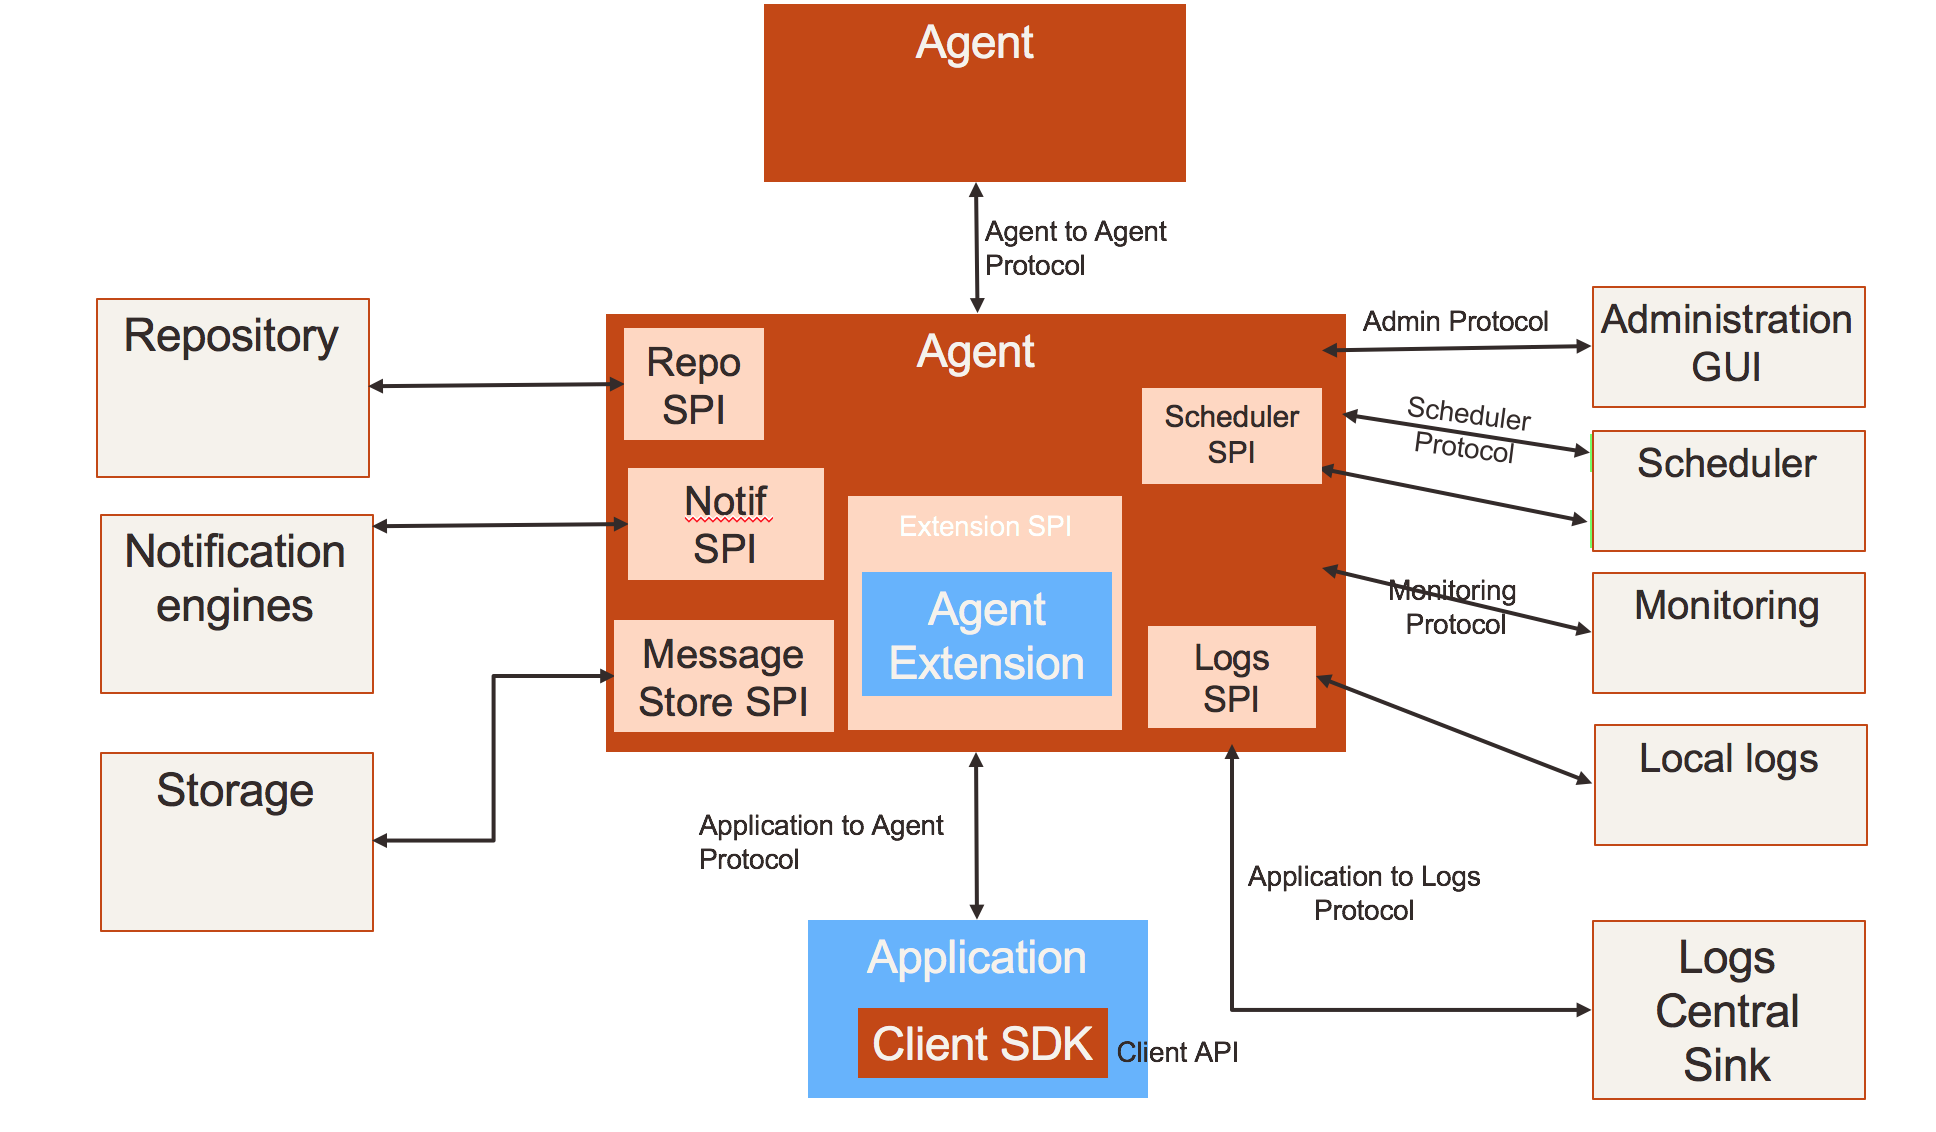 Agent
Agent to Agent
Protocol
Repository
Notification
engines
Storage
Agent
Repo
SPI
Notif
SPI
Message
Store SPI
Extension SPI
Agent
Extension
Scheduler
SPI
Logs
SPI
Admin Protocol
Scheduler
Protocol
Monitoring
Protocol
Administration
GUI
Scheduler
Monitoring
Local logs
Application to Agent
Protocol
Application to Logs
Protocol
Application
Client SDK
Client API
Logs
Central
Sink